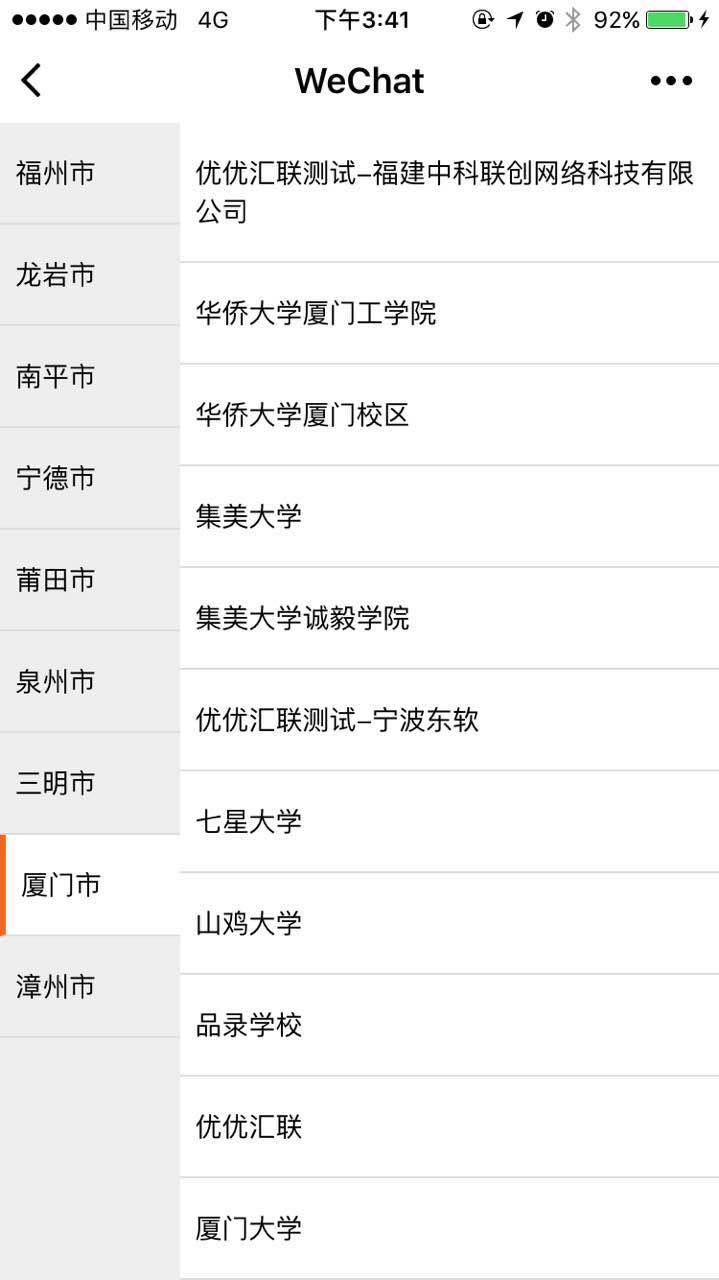 中国移动 4G 下午3:41 92%
WeChat
福州市
龙岩市
南平市
宁德市
莆田市
泉州市
三明市
厦门市
漳州市
优优汇联测试–福建中科联创网络科技有限
公司
华侨大学厦门工学院
华侨大学厦门校区
集美大学
集美大学诚毅学院
优优汇联测试–宁波东软
七星大学
山鸡大学
品录学校
优优汇联
厦门大学